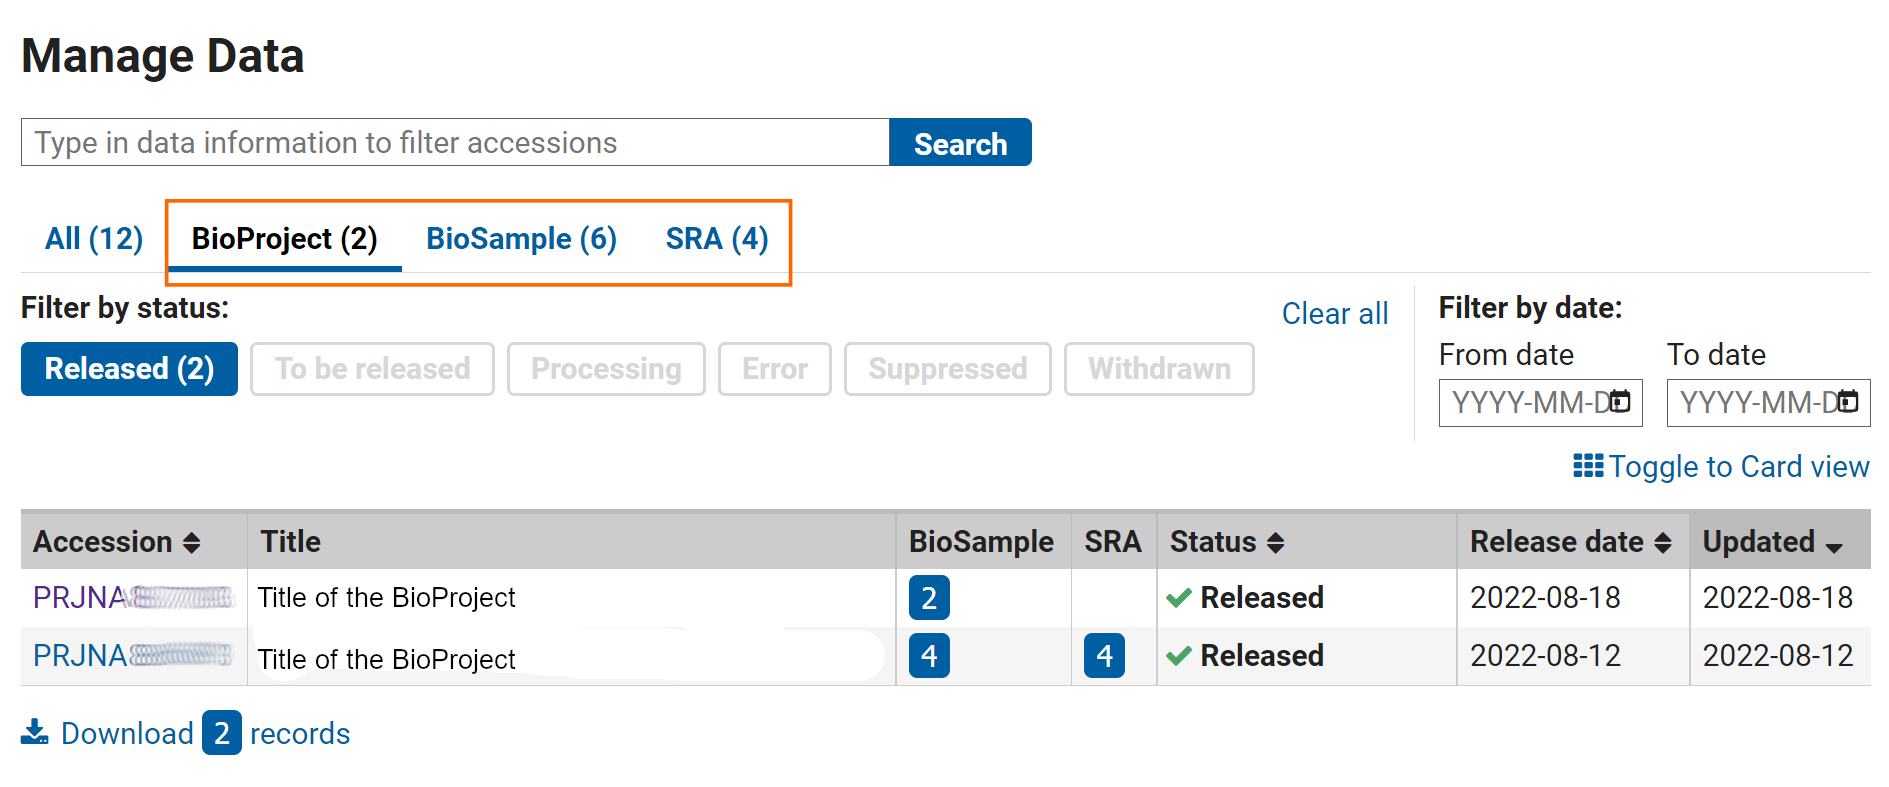 Manage Data
Type in data information to filter accessions Search
All (12) BioProject (2) BioSample (6) SRA (4)
Filter by status: Clear all Filter by date:
From date To date
Released (2) To be released Processing Error Suppressed Withdrawn
YYYY-MM-D YYYY-MM-D
Toggle to Card view
Accession Title BioSample SRA Status Release date Updated
PRJNA Title of the BioProject 2 Released 2022-08-18 2022-08-18
PRJNA Title of the BioProject 4 4 Released 2022-08-12 2022-08-12
Download 2 records